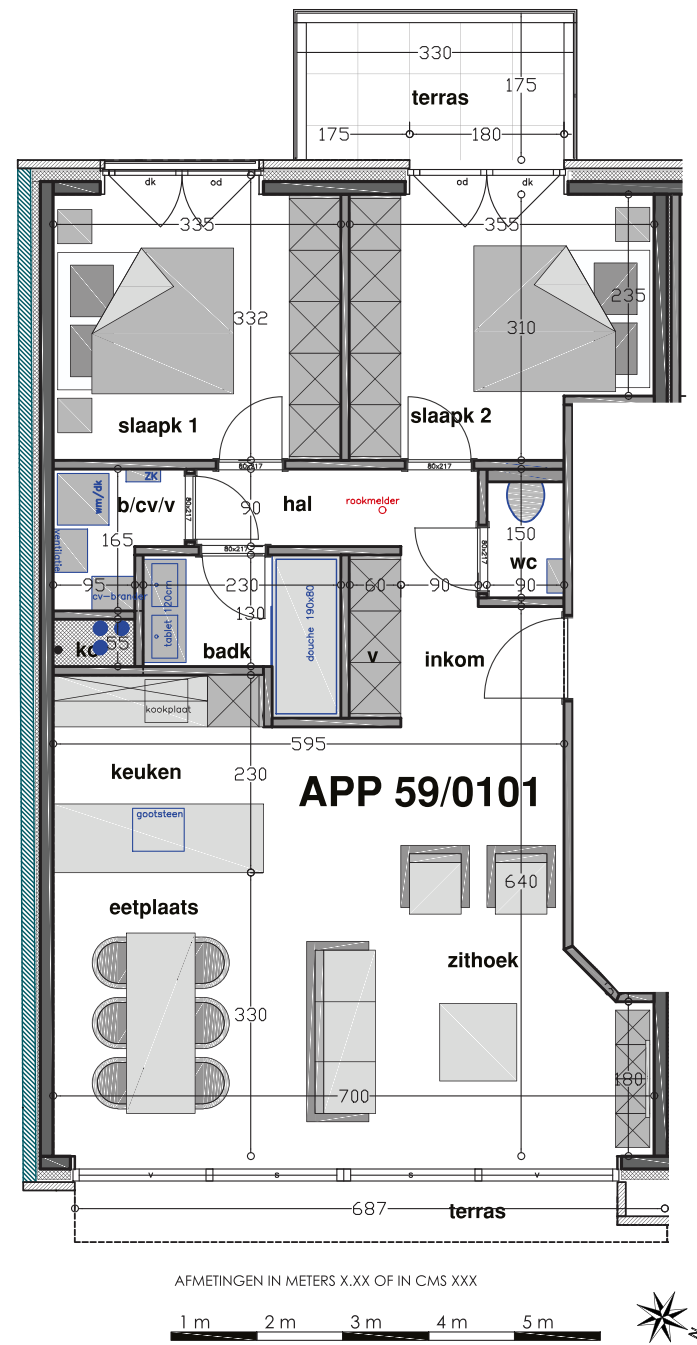 330
175
terras
175
180
dk
od
od
dk
335
355
235
332
310
slaapk 1
slaapk 2
80x217
80x217
ZK
wm/dk
b/cv/v
80x217
90
hal
rookmelder
150
ventilatie
165
80x217
80x217
wc
95
230
60
90
90
cv-brander
tablet 120cm
130
douche 190x80
55
badk
v
inkom
kookplaat
595
keuken
230
APP 59/0101
gootsteen
640
eetplaats
zithoek
330
180
700
v
s
s
v
687
terras
AFMETINGEN IN METERS X.XX OF IN CMS XXX
1 m
2 m
3 m
4 m
5 m